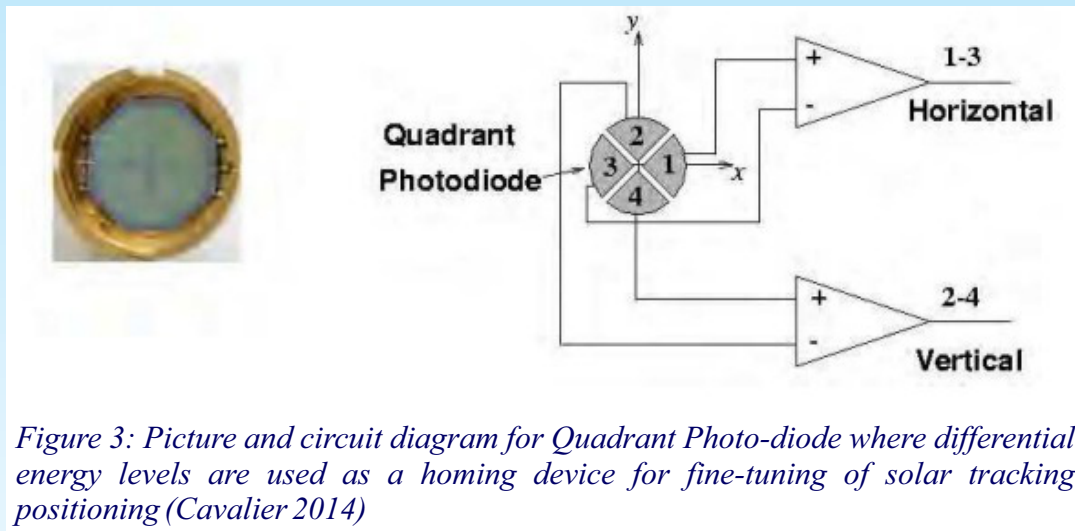 y
+
1-3
-
Horizontal
Quadrant
Photodiode
2
3
1
4
x
+
2-4
-
Vertical
Figure 3: Picture and circuit diagram for Quadrant Photo-diode where differential
energy levels are used as a homing device for fine-tuning of solar tracking
positioning (Cavalier 2014)